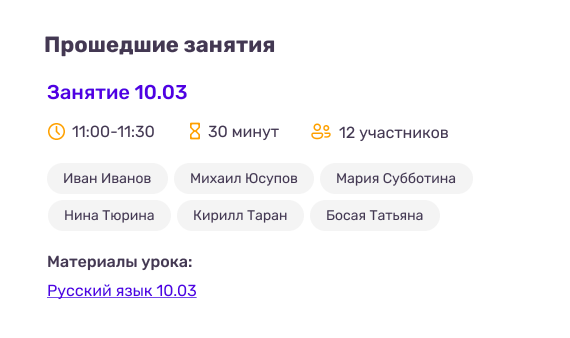 Прошедшие занятия
Занятие 10.03
11:00-11:30 30 минут 12 участников
Иван Иванов Михаил Юсупов Мария Субботина
Нина Тюрина Кирилл Таран Босая Татьяна
Материалы урока:
Русский язык 10.03